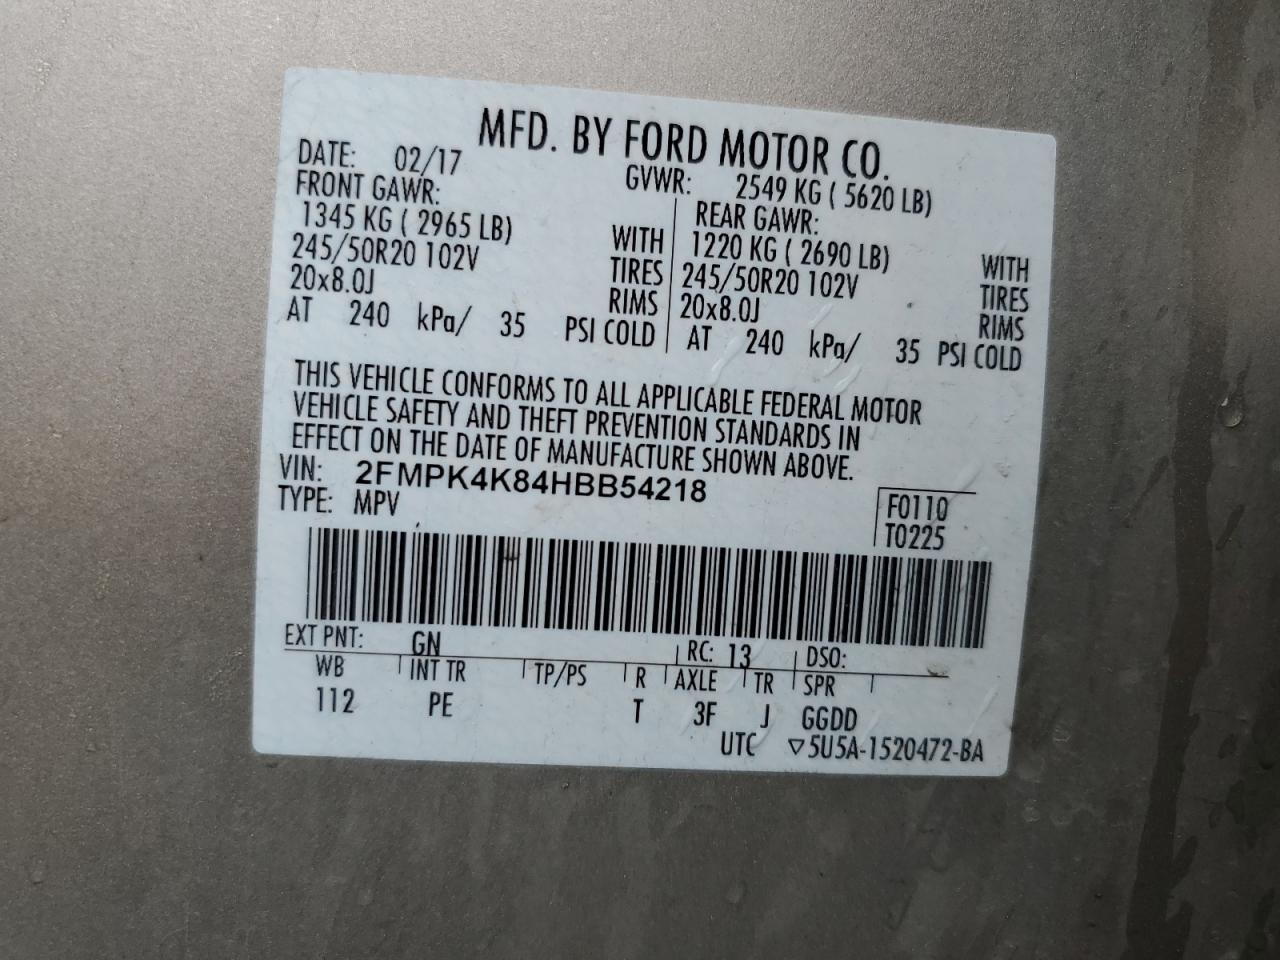 MFD. BY FORD MOTOR CO.
DATE: 02/17 GVWR: 2549 KG ( 5620 LB)
FRONT GAWR: REAR GAWR:
1345 KG ( 2965 LB) WITH 1220 KG ( 2690 LB) WITH
245/50R20 102V TIRES 245/50R20 102V TIRES
20x8.0J RIMS 20x8.0J RIMS
AT 240 kPa/ 35 PSI COLD AT 240 kPa/ 35 PSI COLD
THIS VEHICLE CONFORMS TO ALL APPLICABLE FEDERAL MOTOR
VEHICLE SAFETY AND THEFT PREVENTION STANDARDS IN
EFFECT ON THE DATE OF MANUFACTURE SHOWN ABOVE.
VIN: 2FMPK4K84HBB54218
TYPE: MPV F0110
T0225
EXT PNT: GN RC: 13 DSO:
WB INT TR TP/PS R AXLE TR SPR
112 PE T 3F J GGDD
UTC ▽5U5A-1520472-BA